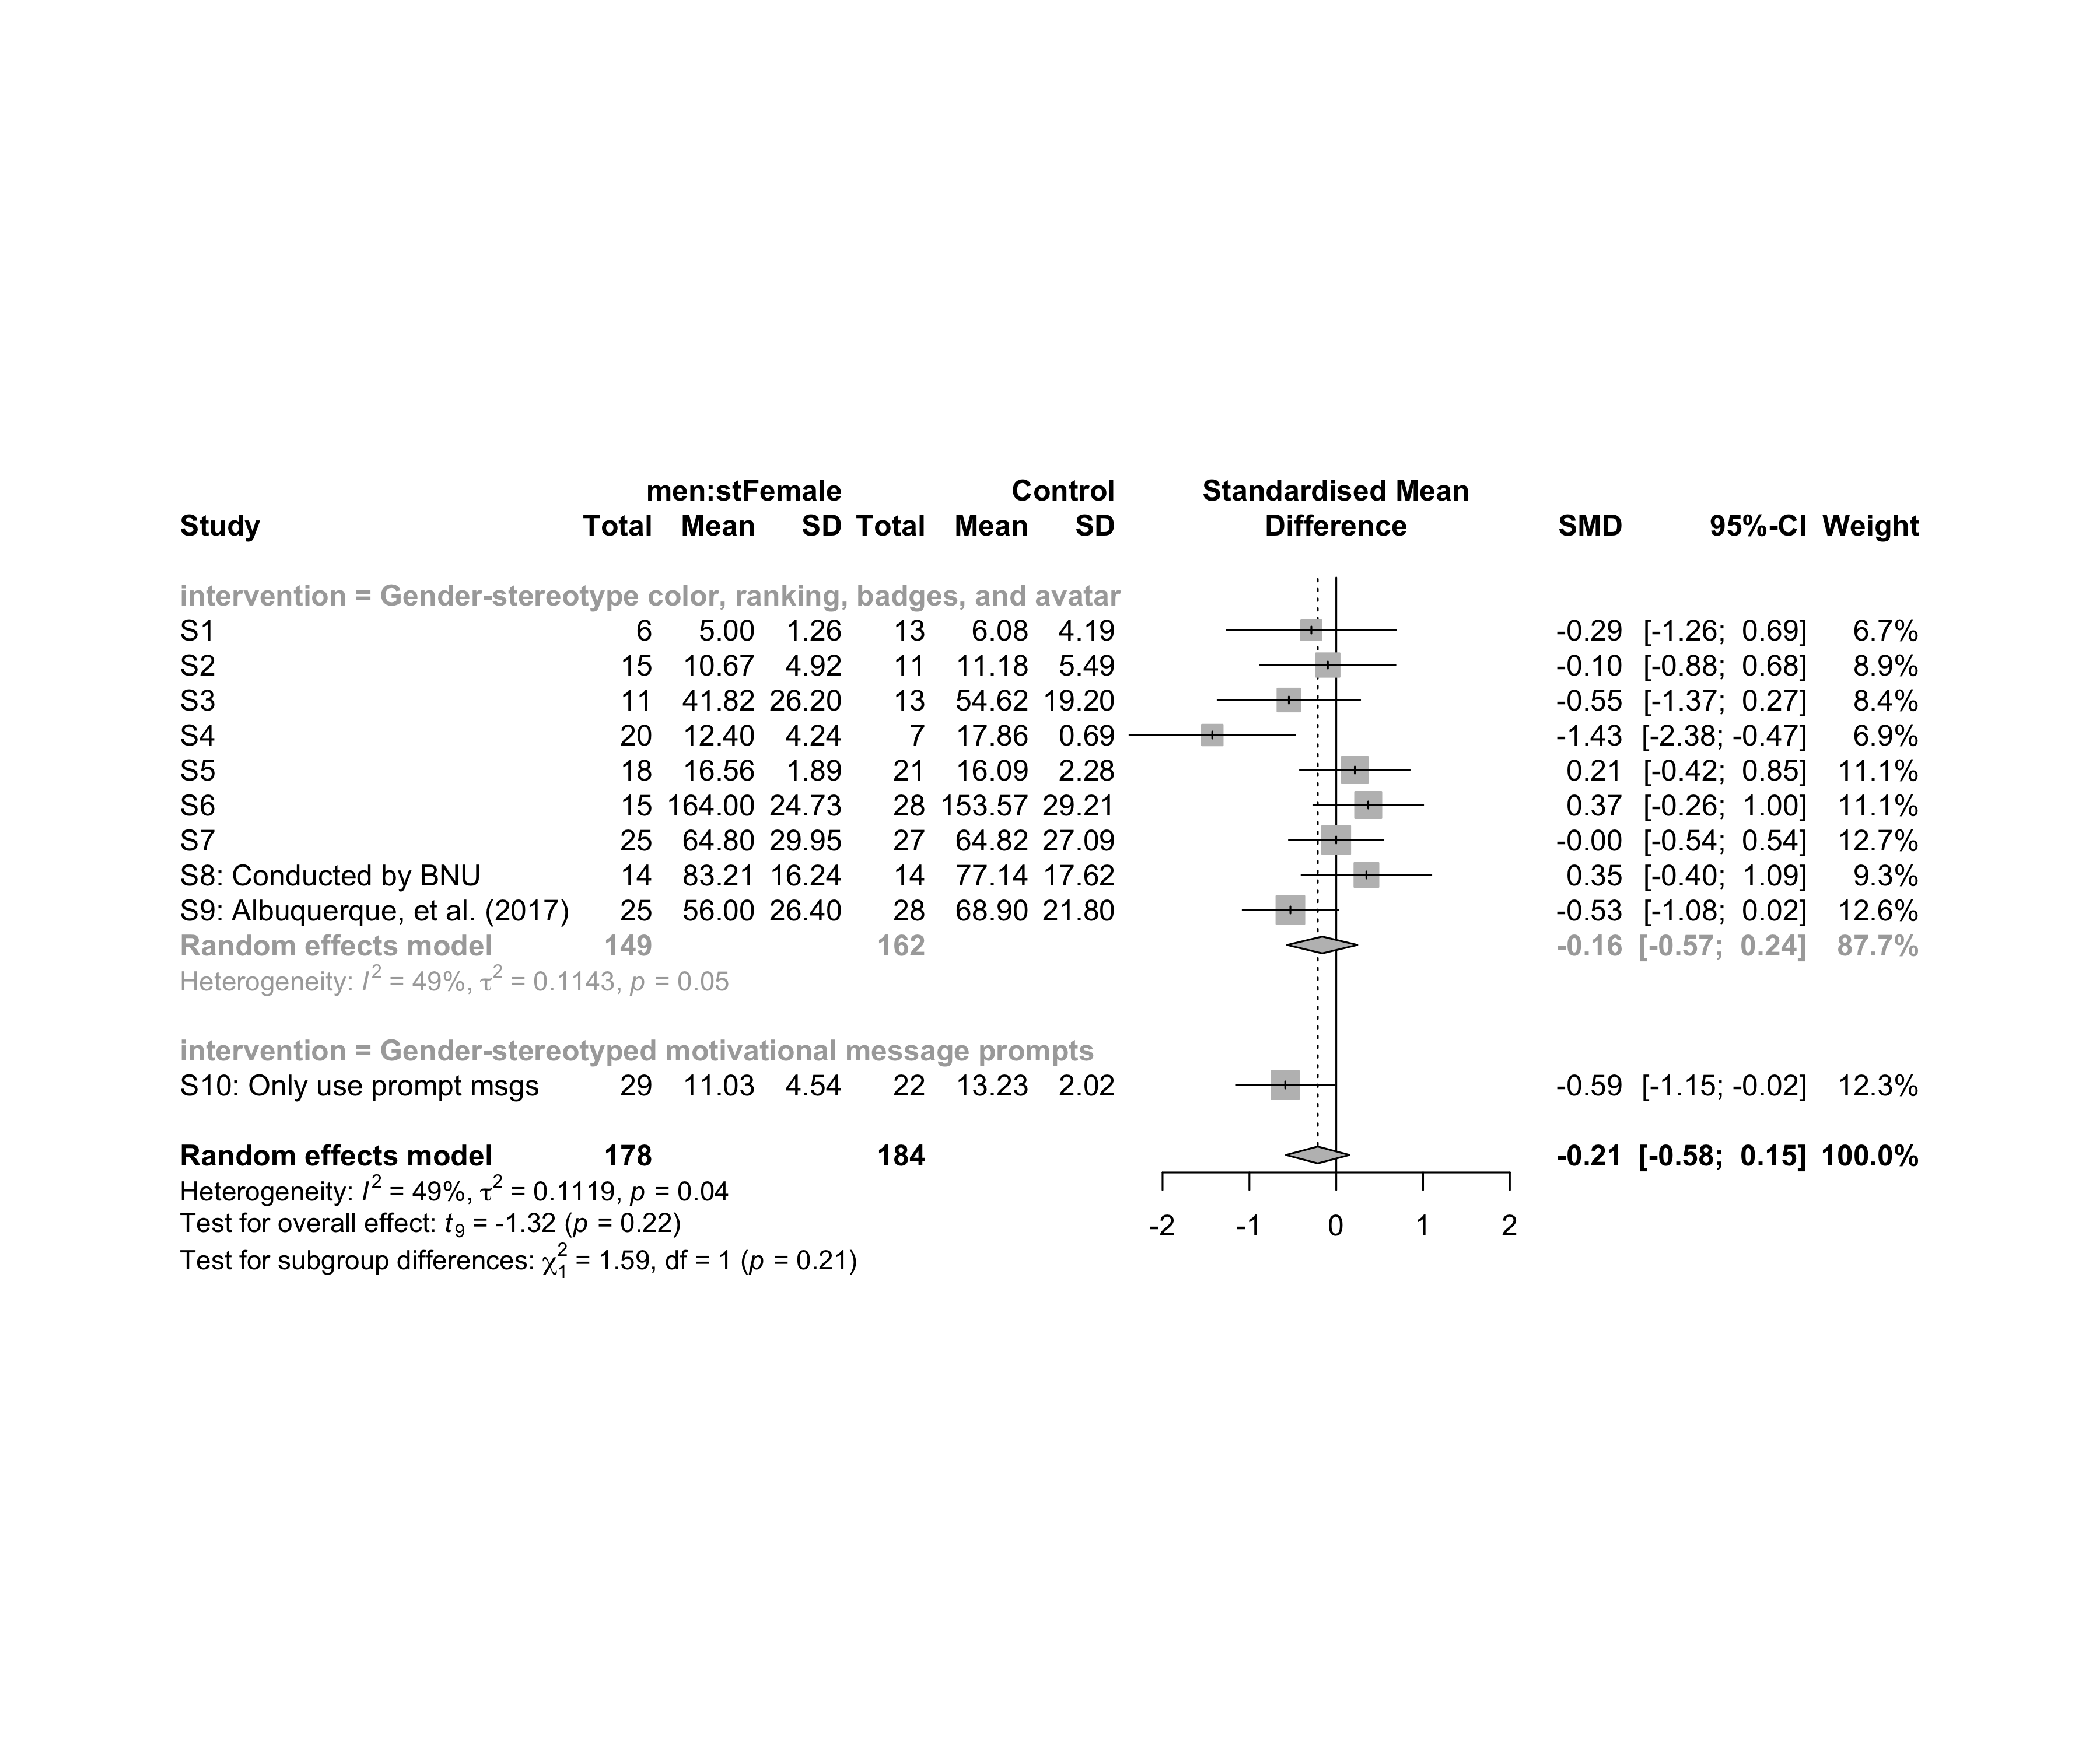 men:stFemale Control Standardised Mean
Study Total Mean SD Total Mean SD Difference SMD 95%-CI Weight
intervention = Gender-stereotype color, ranking, badges, and avatar
S1 6 5.00 1.26 13 6.08 4.19 -0.29 [-1.26; 0.69] 6.7%
S2 15 10.67 4.92 11 11.18 5.49 -0.10 [-0.88; 0.68] 8.9%
S3 11 41.82 26.20 13 54.62 19.20 -0.55 [-1.37; 0.27] 8.4%
S4 20 12.40 4.24 7 17.86 0.69 -1.43 [-2.38; -0.47] 6.9%
S5 18 16.56 1.89 21 16.09 2.28 0.21 [-0.42; 0.85] 11.1%
S6 15 164.00 24.73 28 153.57 29.21 0.37 [-0.26; 1.00] 11.1%
S7 25 64.80 29.95 27 64.82 27.09 -0.00 [-0.54; 0.54] 12.7%
S8: Conducted by BNU 14 83.21 16.24 14 77.14 17.62 0.35 [-0.40; 1.09] 9.3%
S9: Albuquerque, et al. (2017) 25 56.00 26.40 28 68.90 21.80 -0.53 [-1.08; 0.02] 12.6%
Random effects model 149 162 -0.16 [-0.57; 0.24] 87.7%
Heterogeneity: I² = 49%, τ² = 0.1143, p = 0.05
intervention = Gender-stereotyped motivational message prompts
S10: Only use prompt msgs 29 11.03 4.54 22 13.23 2.02 -0.59 [-1.15; -0.02] 12.3%
Random effects model 178 184 -0.21 [-0.58; 0.15] 100.0%
Heterogeneity: I² = 49%, τ² = 0.1119, p = 0.04
Test for overall effect: t₉ = -1.32 (p = 0.22)
-2 -1 0 1 2
Test for subgroup differences: χ²₁ = 1.59, df = 1 (p = 0.21)